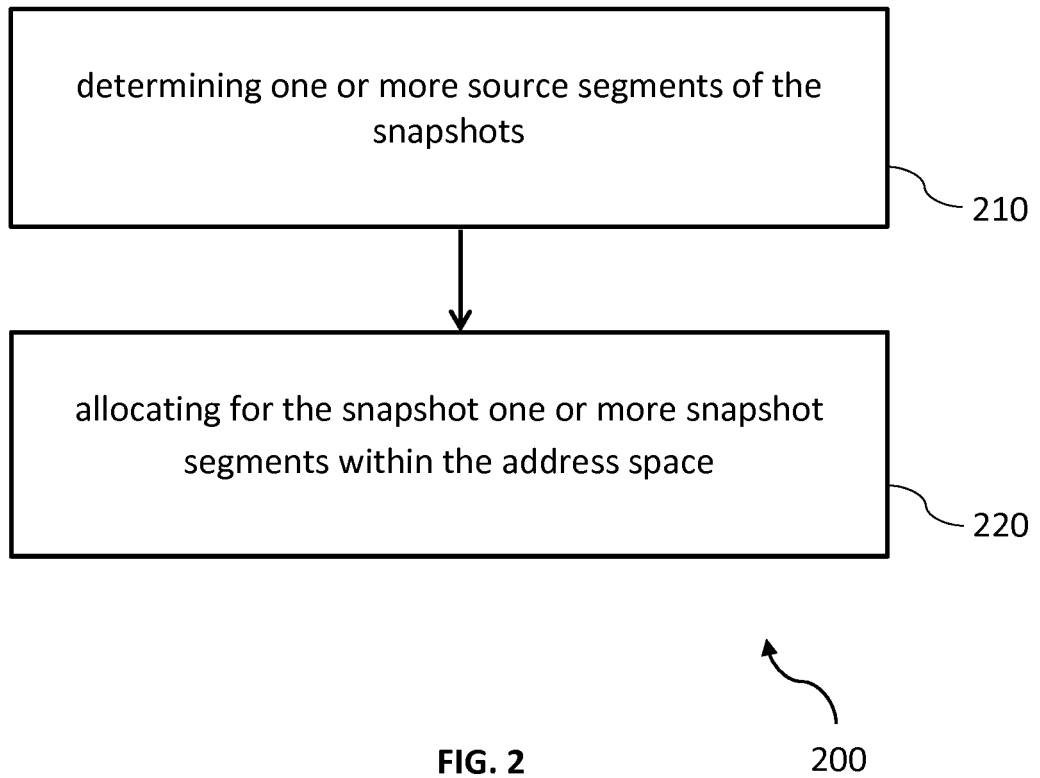 determining one or more source segments of the
snapshots
210
allocating for the snapshot one or more snapshot
segments within the address space
220
200
FIG. 2